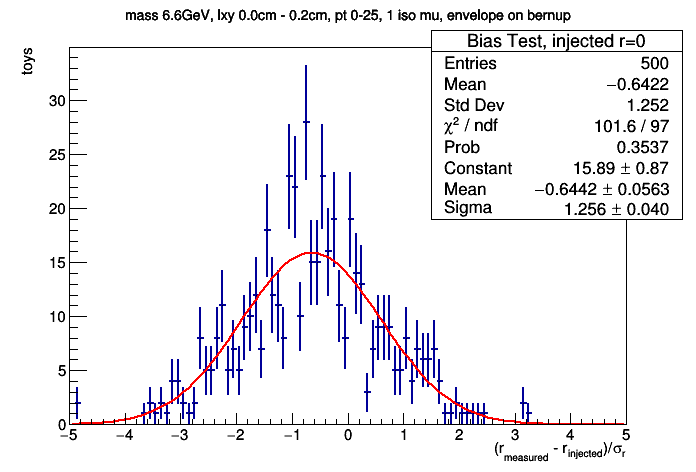 mass 6.6GeV, lxy 0.0cm - 0.2cm, pt 0-25, 1 iso mu, envelope on bernup
Bias Test, injected r=0
Entries 500
Mean −0.6422
Std Dev 1.252
χ² / ndf 101.6 / 97
Prob 0.3537
Constant 15.89 ± 0.87
Mean −0.6442 ± 0.0563
Sigma 1.256 ± 0.040
toys
30
25
20
15
10
5
0
−5 −4 −3 −2 −1 0 1 2 3 4 5
(r_measured - r_injected)/σ_r